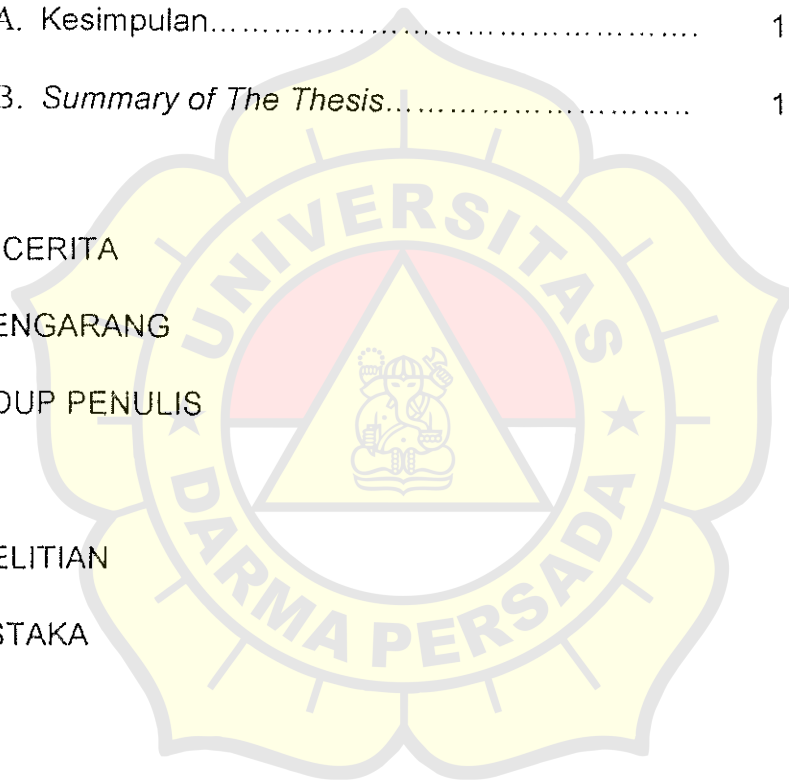 A. Kesimpulan.......................................... 1
B. Summary of The Thesis.......................... 1
CERITA
ENGARANG
DUP PENULIS
ELITIAN
STAKA
UNIVERSITAS
DARMA PERSADA